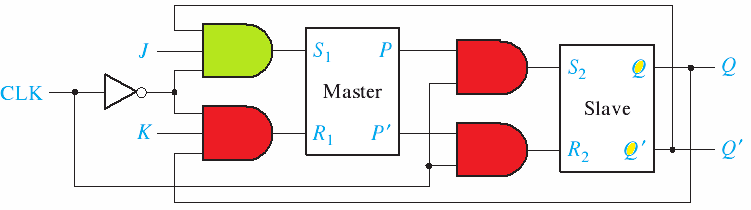 J S₁ P S₂ Q Q
CLK Master Slave
K R₁ P′ R₂ Q′ Q′